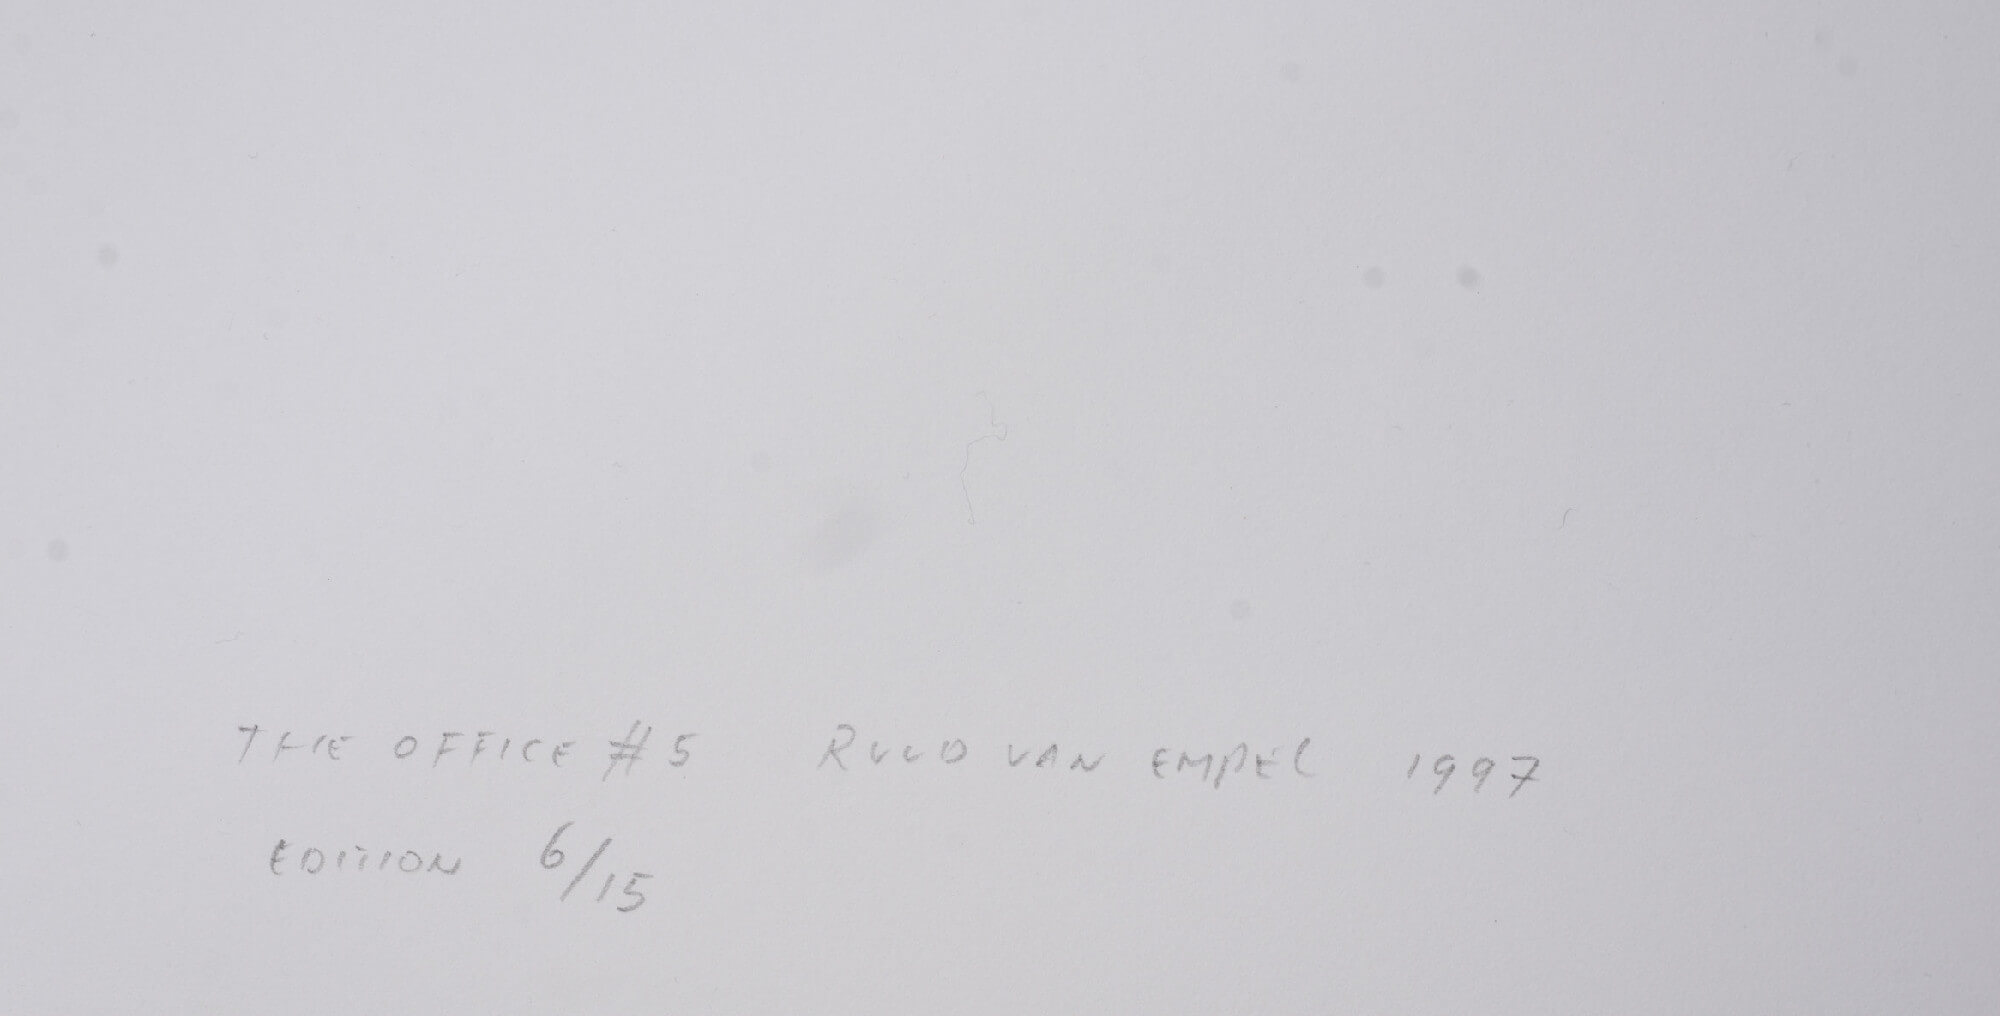 THE OFFICE #5 RUUD VAN EMPEL 1997
EDITION 6/15